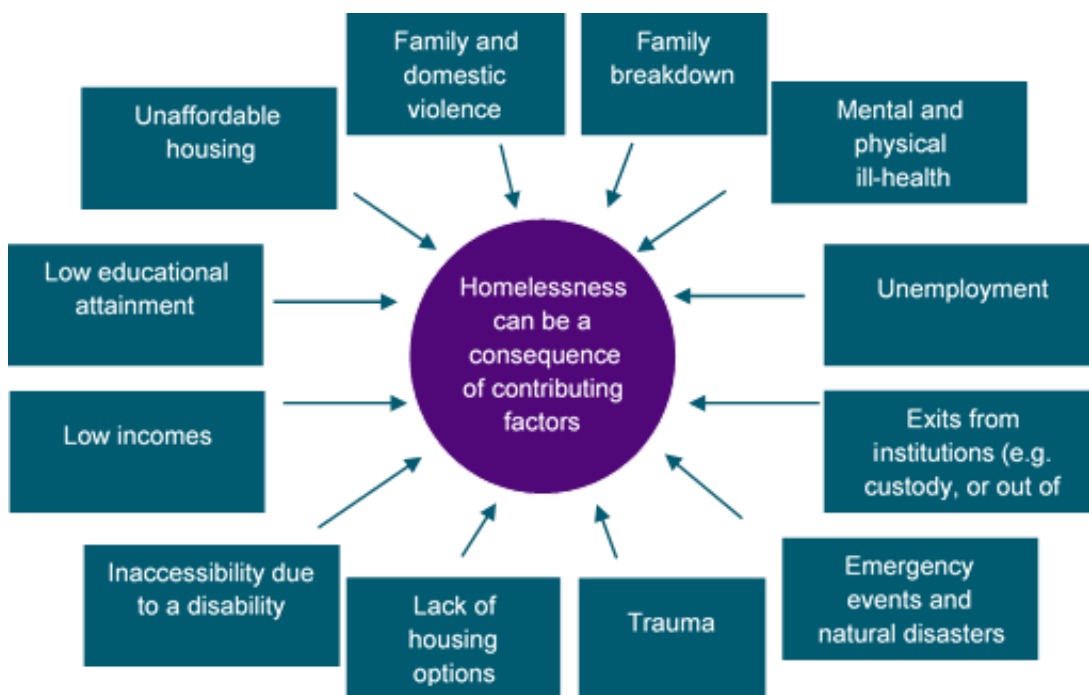 Family and
domestic
violence
Family
breakdown
Unaffordable
housing
Mental and
physical
ill-health
Low educational
attainment
Homelessness
can be a
consequence
of contributing
factors
Unemployment
Low incomes
Exits from
institutions (e.g.
custody, or out of
Inaccessibility due
to a disability
Lack of
housing
options
Trauma
Emergency
events and
natural disasters